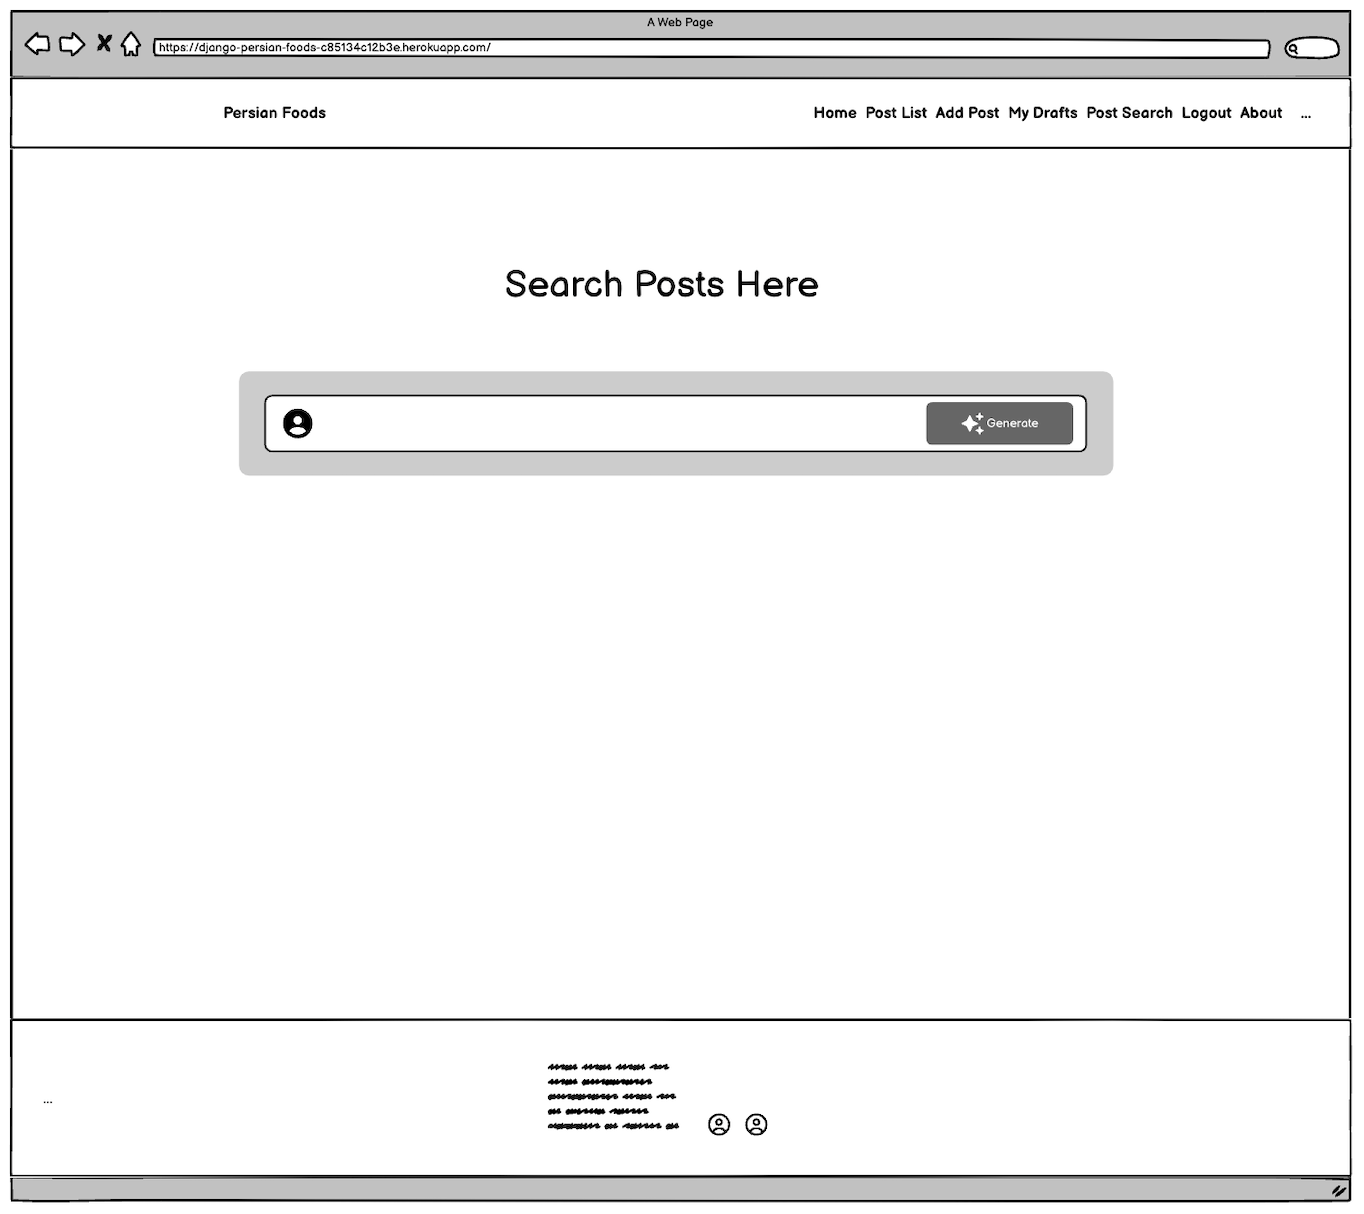 A Web Page
https://django-persian-foods-c85134c12b3e.herokuapp.com/
Persian Foods
Home Post List Add Post My Drafts Post Search Logout About ...
Search Posts Here
Generate
...